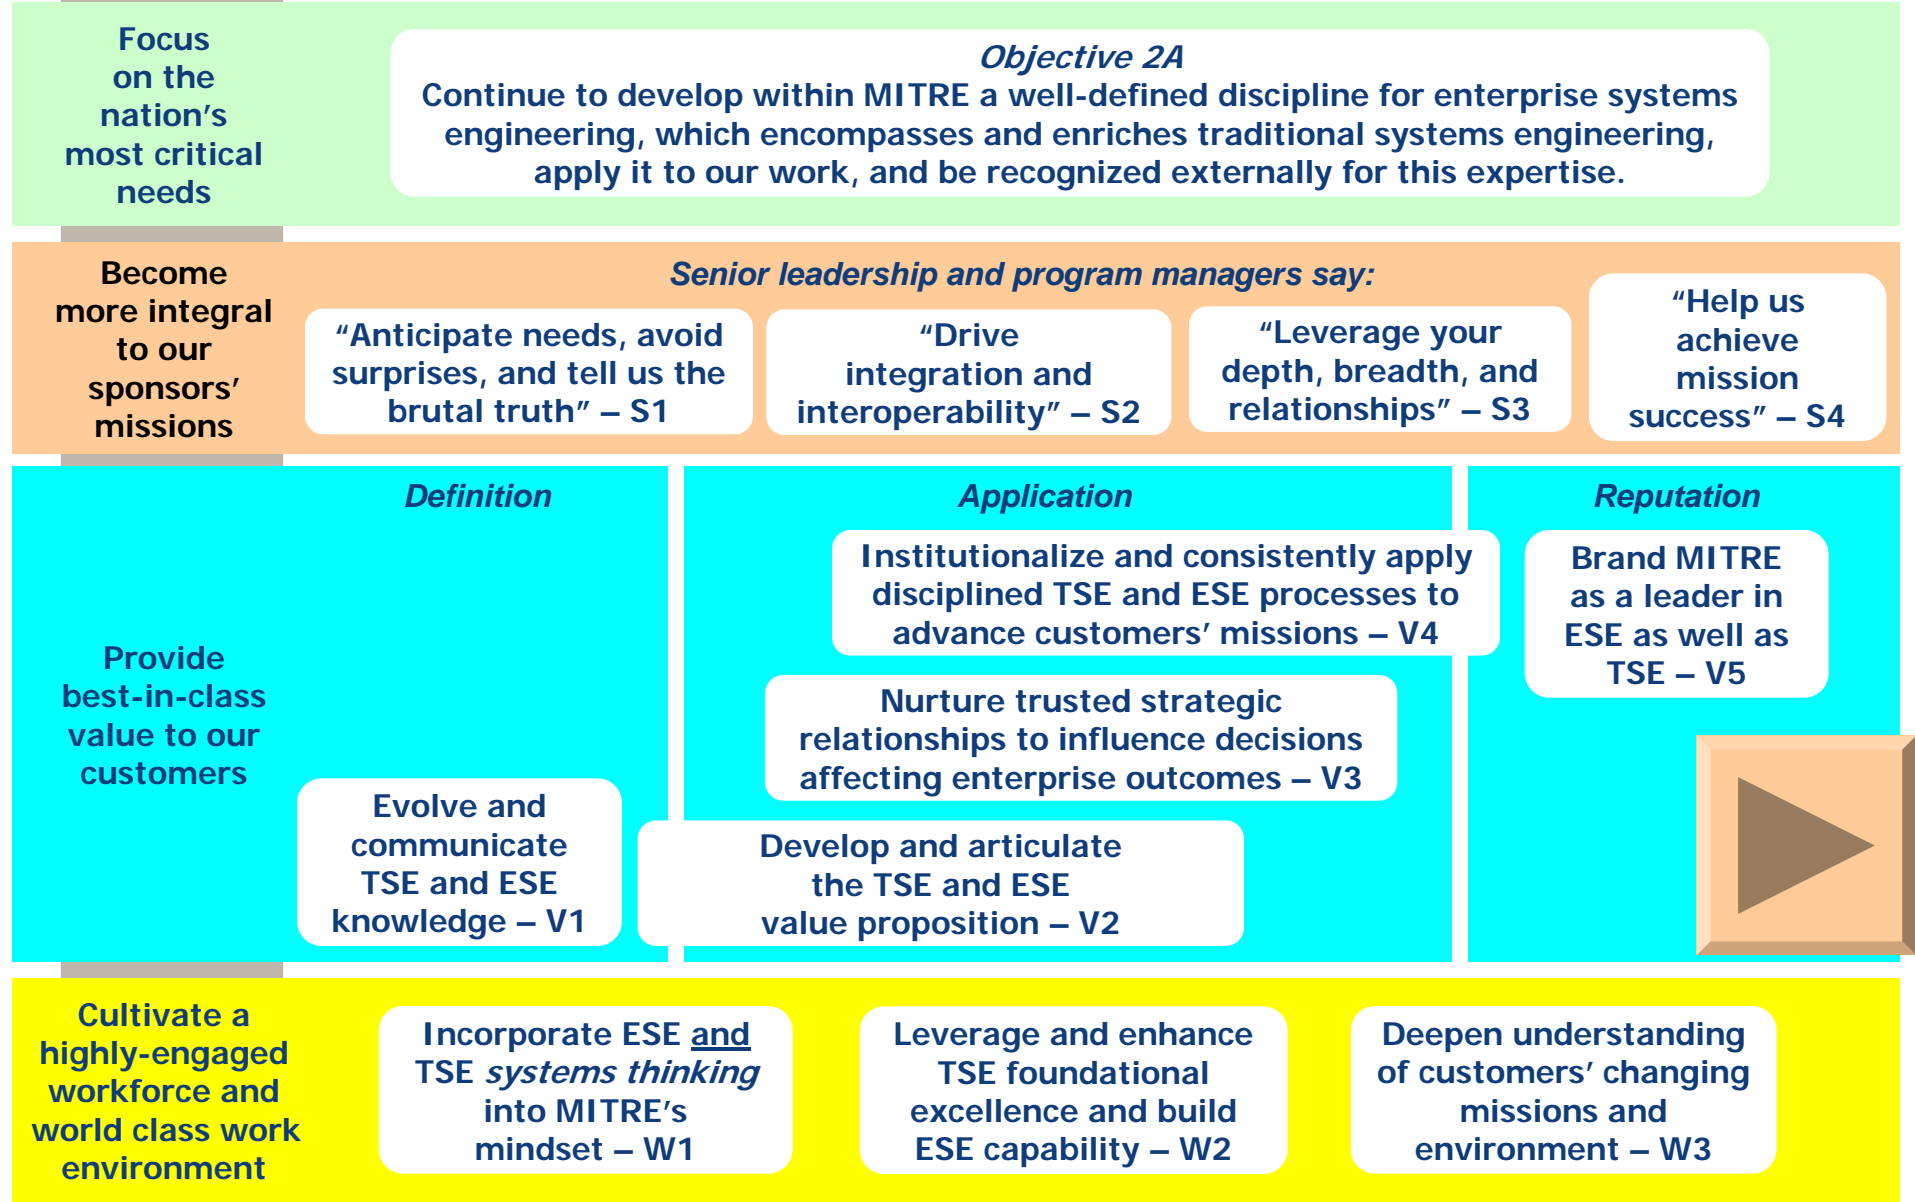 Focus
on the
nation's
most critical
needs
Objective 2A
Continue to develop within MITRE a well-defined discipline for enterprise systems
engineering, which encompasses and enriches traditional systems engineering,
apply it to our work, and be recognized externally for this expertise.
Become
more integral
to our
sponsors’
missions
Senior leadership and program managers say:
“Anticipate needs, avoid
surprises, and tell us the
brutal truth” – S1
“Drive
integration and
interoperability” – S2
“Leverage your
depth, breadth, and
relationships” – S3
“Help us
achieve
mission
success” – S4
Provide
best-in-class
value to our
customers
Definition
Evolve and
communicate
TSE and ESE
knowledge – V1
Application
Institutionalize and consistently apply
disciplined TSE and ESE processes to
advance customers’ missions – V4
Nurture trusted strategic
relationships to influence decisions
affecting enterprise outcomes – V3
Develop and articulate
the TSE and ESE
value proposition – V2
Reputation
Brand MITRE
as a leader in
ESE as well as
TSE – V5
Cultivate a
highly-engaged
workforce and
world class work
environment
Incorporate ESE and
TSE systems thinking
into MITRE’s
mindset – W1
Leverage and enhance
TSE foundational
excellence and build
ESE capability – W2
Deepen understanding
of customers’ changing
missions and
environment – W3